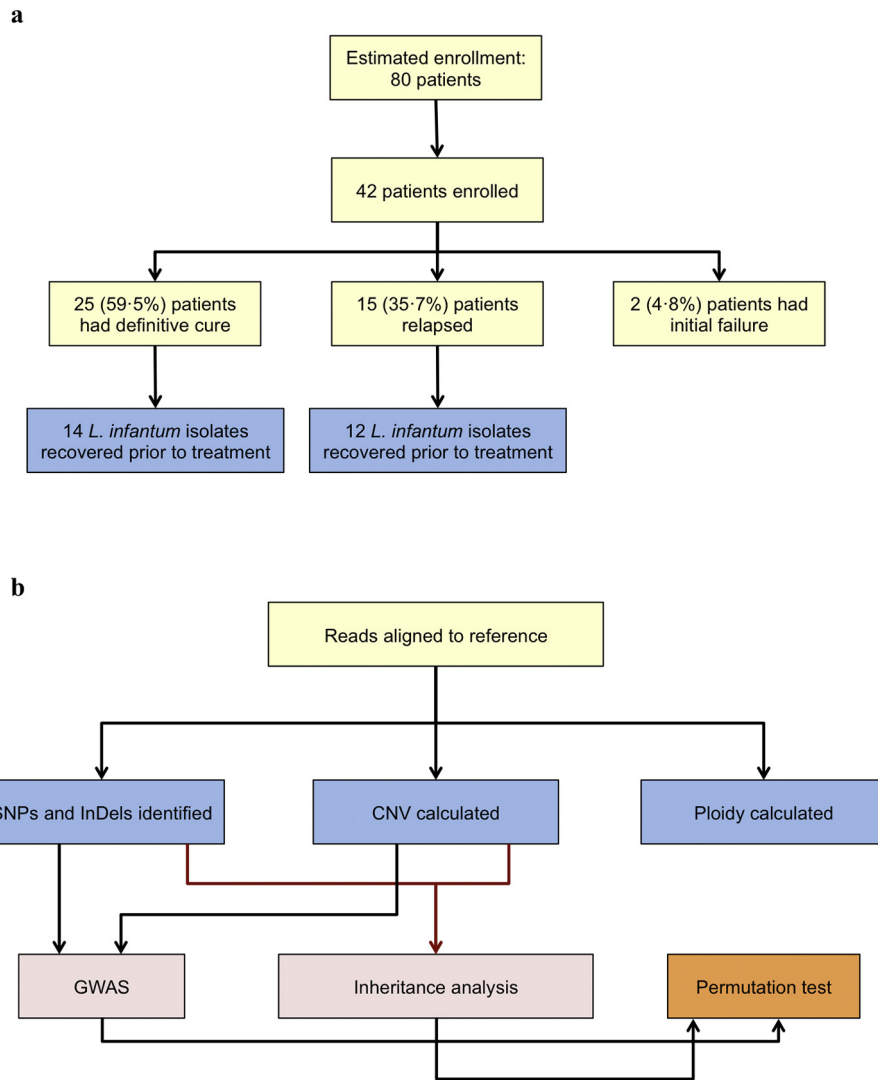 a
Estimated enrollment:
80 patients
42 patients enrolled
25 (59·5%) patients
had definitive cure
15 (35·7%) patients
relapsed
2 (4·8%) patients had
initial failure
14 L. infantum isolates
recovered prior to treatment
12 L. infantum isolates
recovered prior to treatment
b
Reads aligned to reference
SNPs and InDels identified
CNV calculated
Ploidy calculated
GWAS
Inheritance analysis
Permutation test